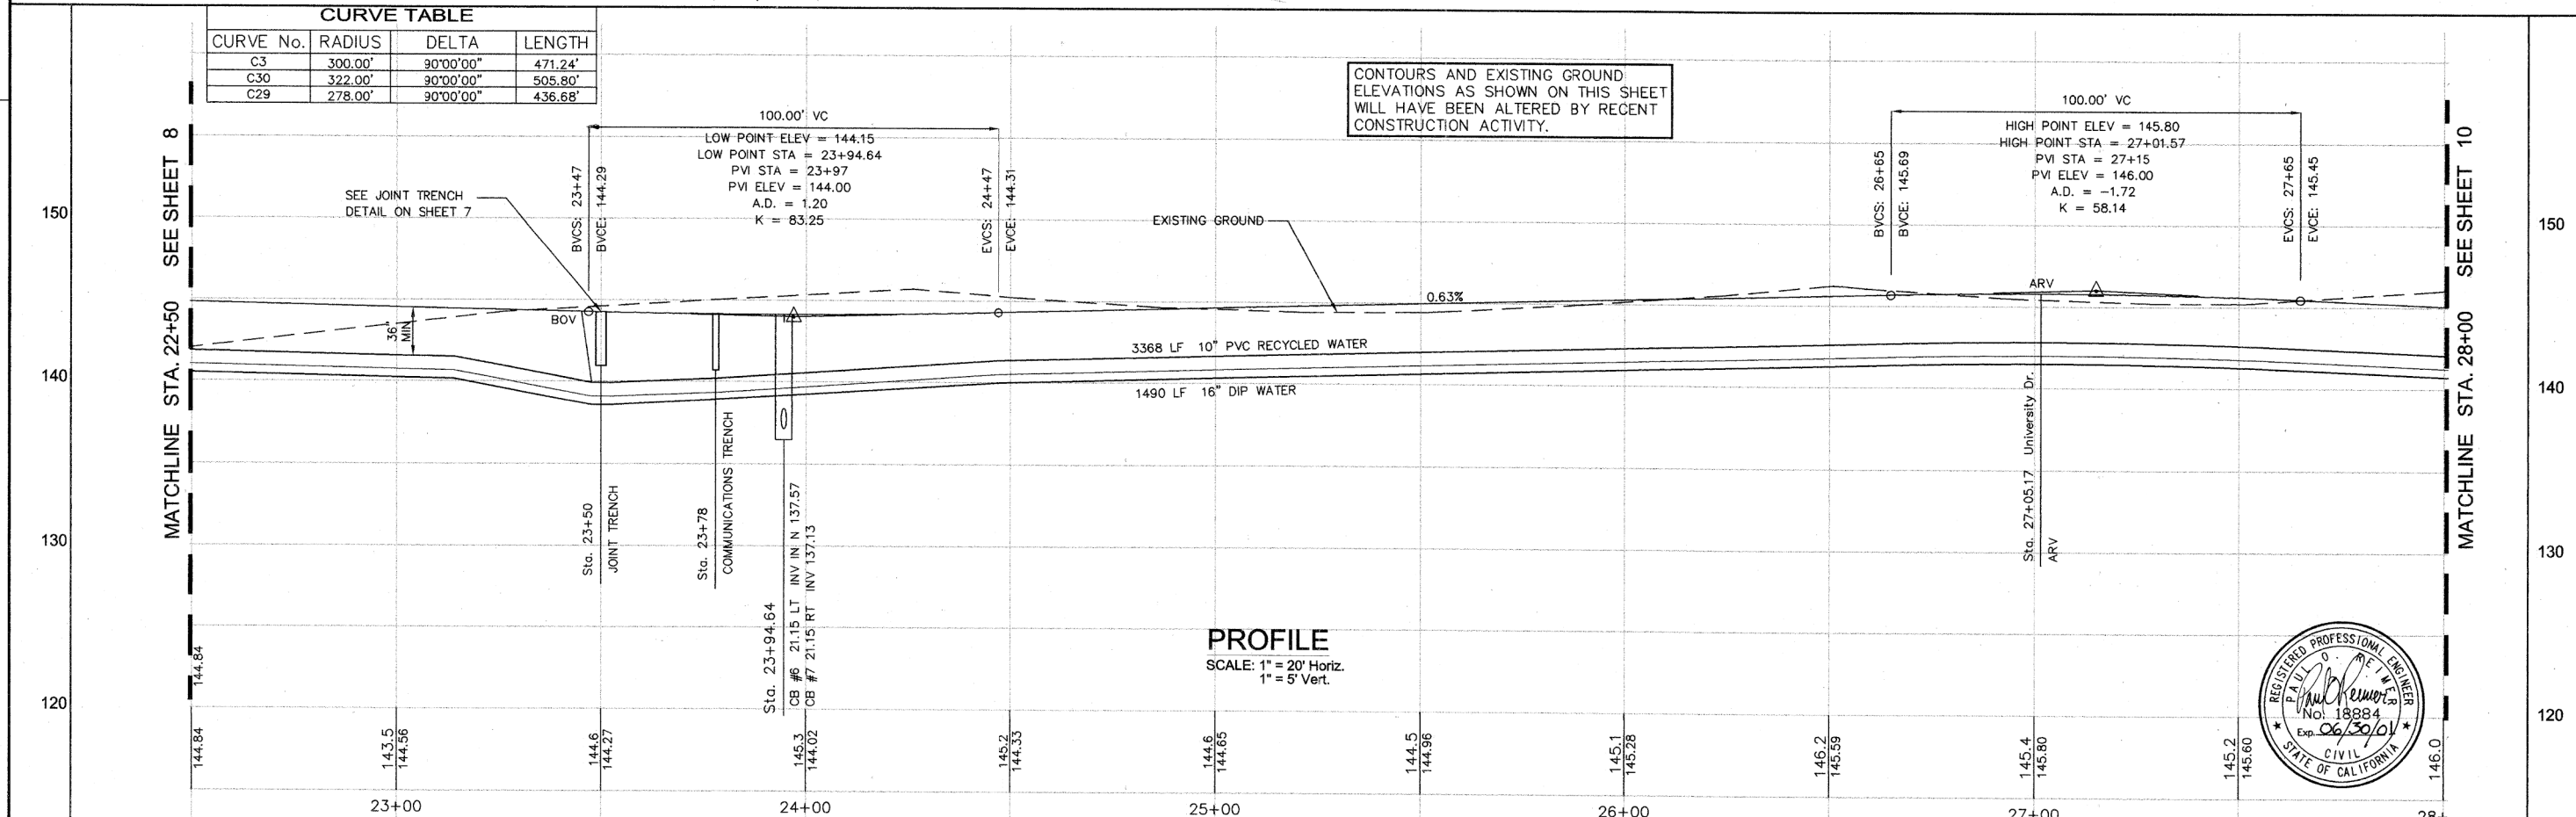 CURVE TABLE
CURVE No. RADIUS DELTA LENGTH
C3 300.00' 90°00'00" 471.24'
C30 322.00' 90°00'00" 505.80'
C29 278.00' 90°00'00" 436.68'
CONTOURS AND EXISTING GROUND
ELEVATIONS AS SHOWN ON THIS SHEET
WILL HAVE BEEN ALTERED BY RECENT
CONSTRUCTION ACTIVITY.
100.00' VC
LOW POINT ELEV = 144.15
LOW POINT STA = 23+94.64
PVI STA = 23+97
PVI ELEV = 144.00
A.D. = 1.20
K = 83.25
BVCS: 23+47
BVCE: 144.29
EVCS: 24+47
EVCE: 144.31
100.00' VC
HIGH POINT ELEV = 145.80
HIGH POINT STA = 27+01.57
PVI STA = 27+15
PVI ELEV = 146.00
A.D. = -1.72
K = 58.14
BVCS: 26+65
BVCE: 145.69
EVCS: 27+65
EVCE: 145.45
MATCHLINE STA. 22+50 SEE SHEET 8
MATCHLINE STA. 28+00 SEE SHEET 10
SEE JOINT TRENCH
DETAIL ON SHEET 7
EXISTING GROUND
0.63%
ARV
BOV
36"
MIN
3368 LF 10" PVC RECYCLED WATER
1490 LF 16" DIP WATER
150
140
130
120
150
140
130
120
Sta. 23+50
JOINT TRENCH
Sta. 23+78
COMMUNICATIONS TRENCH
Sta. 23+94.64
CB #6 21.15 LT INV IN N 137.57
CB #7 21.15 RT INV 137.13
Sta. 27+05.17 University Dr.
ARV
PROFILE
SCALE: 1" = 20' Horiz.
1" = 5' Vert.
REGISTERED PROFESSIONAL ENGINEER
PAUL O. REIMER
No. 18884
Exp. 06/30/01
CIVIL
STATE OF CALIFORNIA
144.84
144.84
143.5
144.56
144.6
144.27
145.3
144.02
145.2
144.33
144.6
144.65
144.5
144.96
145.1
145.28
146.2
145.59
145.4
145.80
145.2
145.60
146.0
23+00
24+00
25+00
26+00
27+00